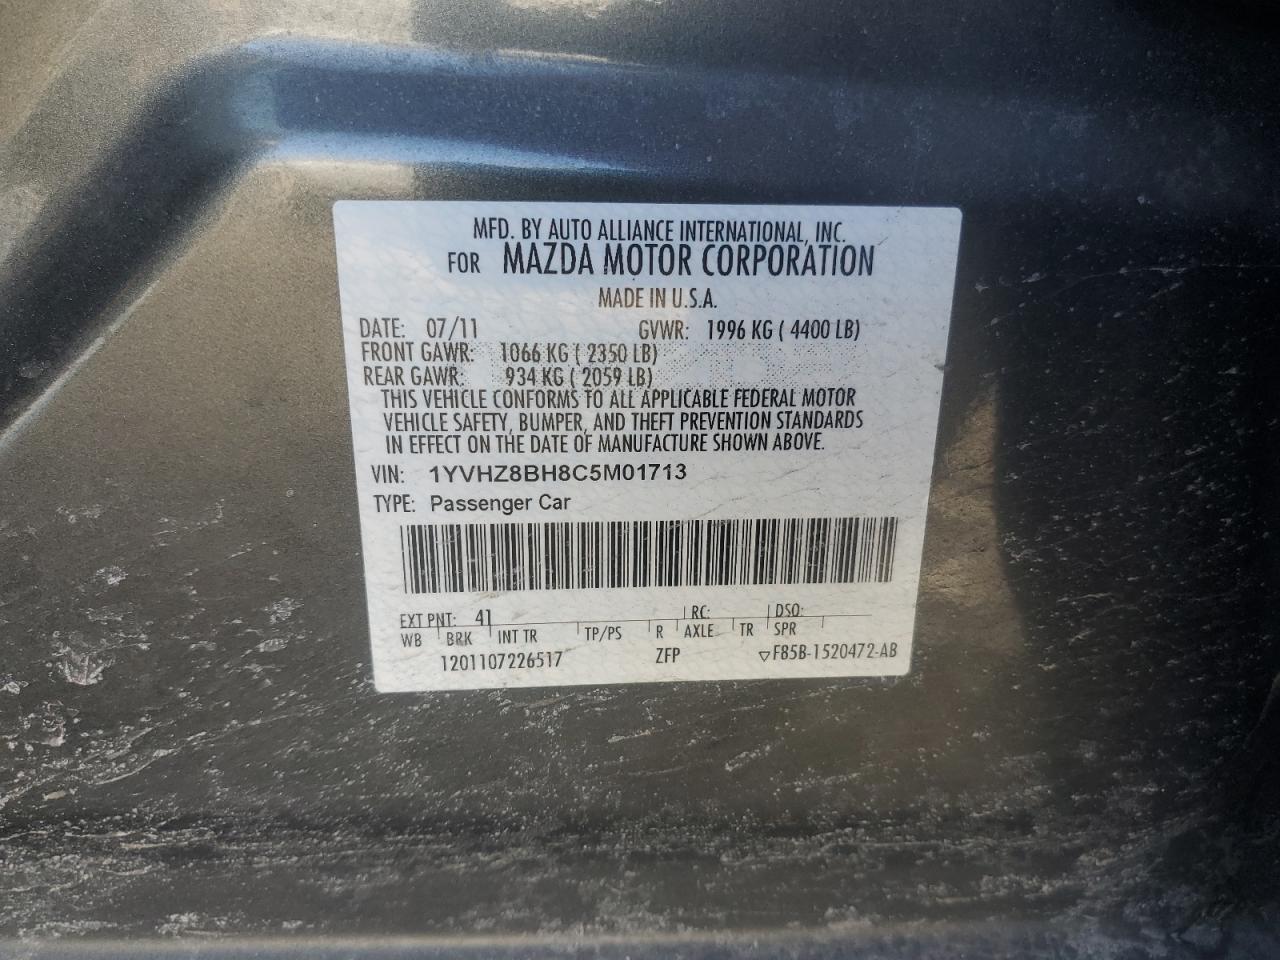 MFD. BY AUTO ALLIANCE INTERNATIONAL, INC.
FOR MAZDA MOTOR CORPORATION
MADE IN U.S.A.
DATE: 07/11 GVWR: 1996 KG ( 4400 LB)
FRONT GAWR: 1066 KG ( 2350 LB)
REAR GAWR: 934 KG ( 2059 LB)
THIS VEHICLE CONFORMS TO ALL APPLICABLE FEDERAL MOTOR
VEHICLE SAFETY, BUMPER, AND THEFT PREVENTION STANDARDS
IN EFFECT ON THE DATE OF MANUFACTURE SHOWN ABOVE.
VIN: 1YVHZ8BH8C5M01713
TYPE: Passenger Car
EXT PNT: 41 RC: DSO:
WB BRK INT TR TP/PS R AXLE TR SPR
1201107226517 ZFP ▽F85B-1520472-AB